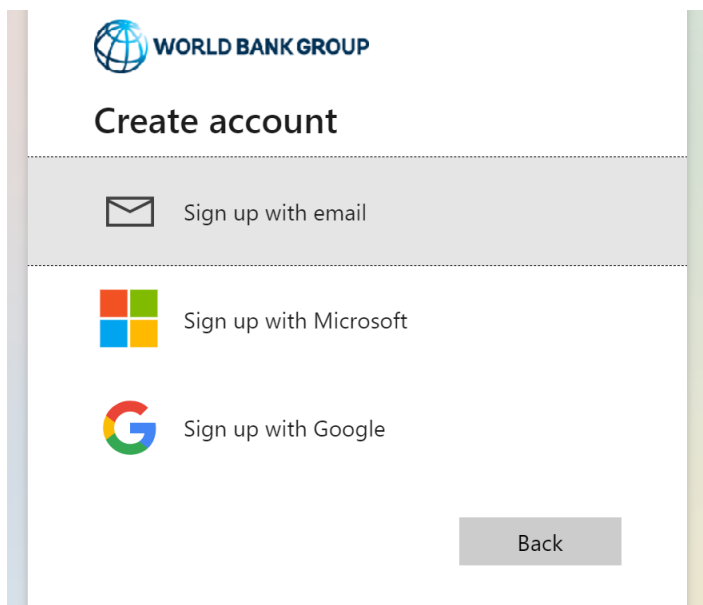 WORLD BANK GROUP
Create account
Sign up with email
Sign up with Microsoft
Sign up with Google
Back